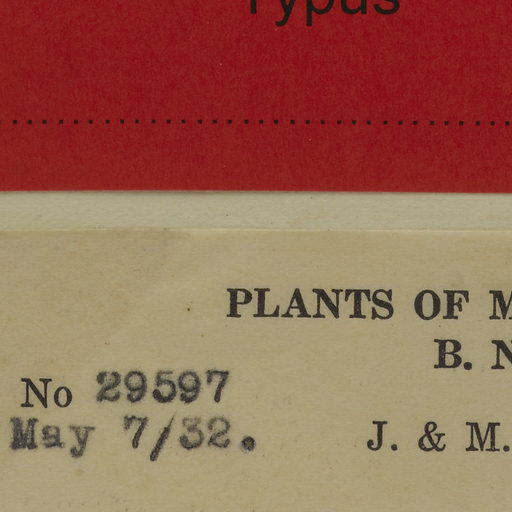 Typus
PLANTS OF M
B. N
No 29597
May 7/32. J. & M.